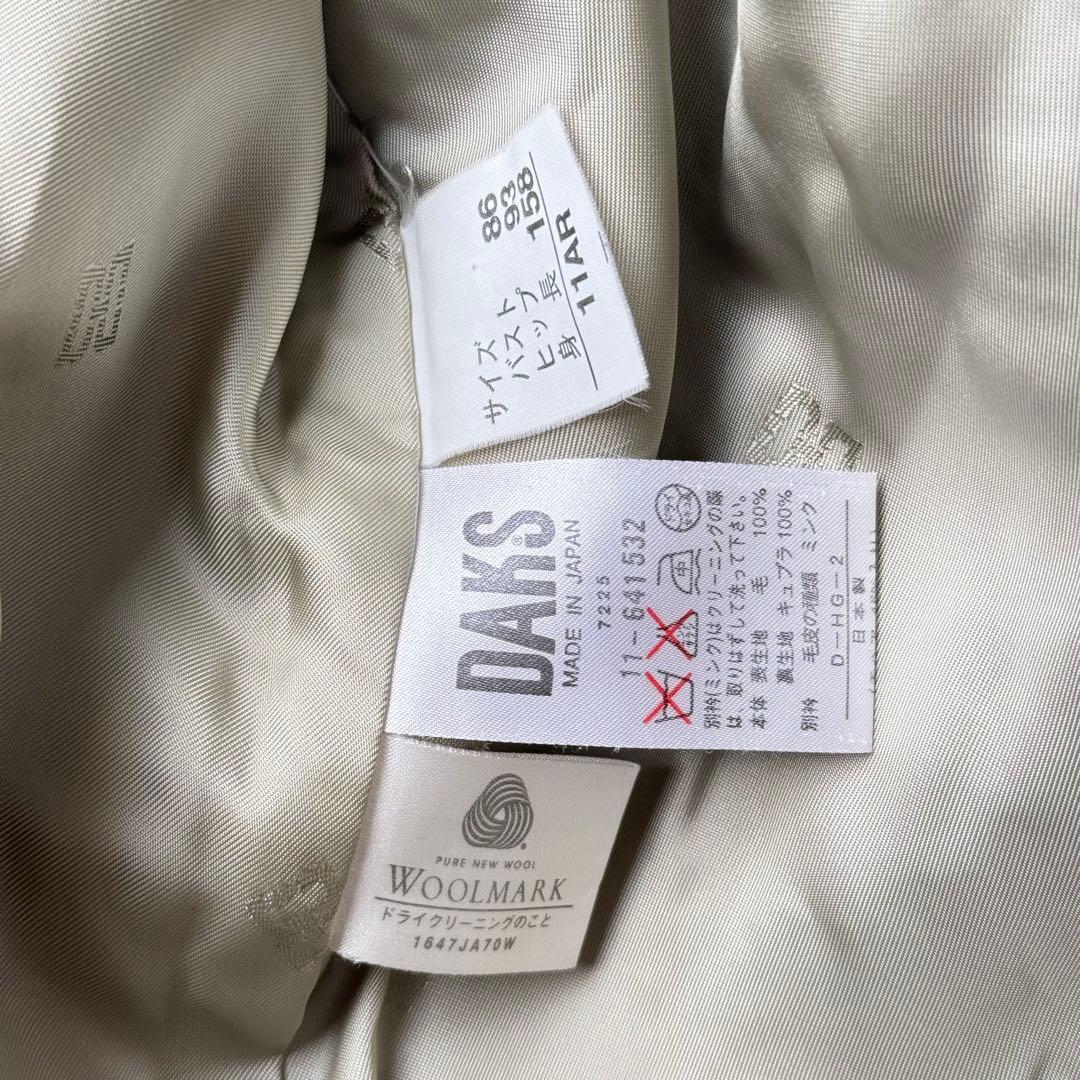 サイズ
バスト 86
ヒップ 93
身長 158
11AR
DAKS
MADE IN JAPAN
7225
11-641532
中
別衿(ミンク)はクリーニングの際
は、取りはずして洗って下さい。
本体 表生地 毛 100%
裏生地 キュプラ 100%
別衿 毛皮の種類 ミンク
D-HG-2
日本製
PURE NEW WOOL
WOOLMARK
ドライクリーニングのこと
1647JA70W